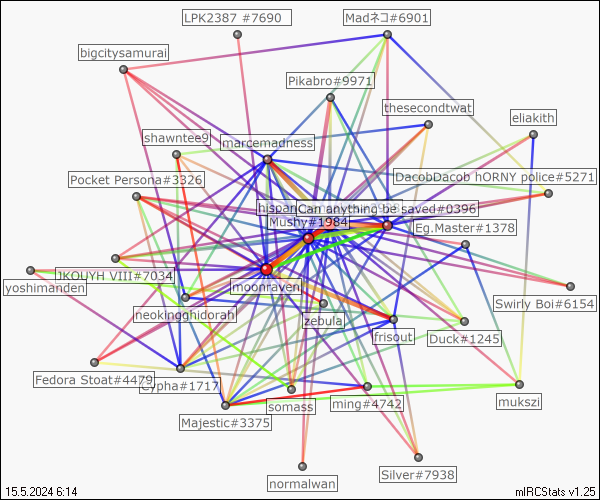 LPK2387 #7690
Madネコ#6901
bigcitysamurai
Pikabro#9971
thesecondtwat
eliakith
shawntee9
marcemadness
Pocket Persona#3326
DacobDacob hORNY police#5271
Can anything be saved#0396
Mushy#1984
Eg.Master#1378
JKOUYH VIII#7034
yoshimanden
moonraven
Swirly Boi#6154
neokingghidorah
zebula
frisout
Duck#1245
Fedora Stoat#4479
Cypha#1717
somass
ming#4742
mukszi
Majestic#3375
Silver#7938
normalwan
15.5.2024 6:14
mIRCStats v1.25